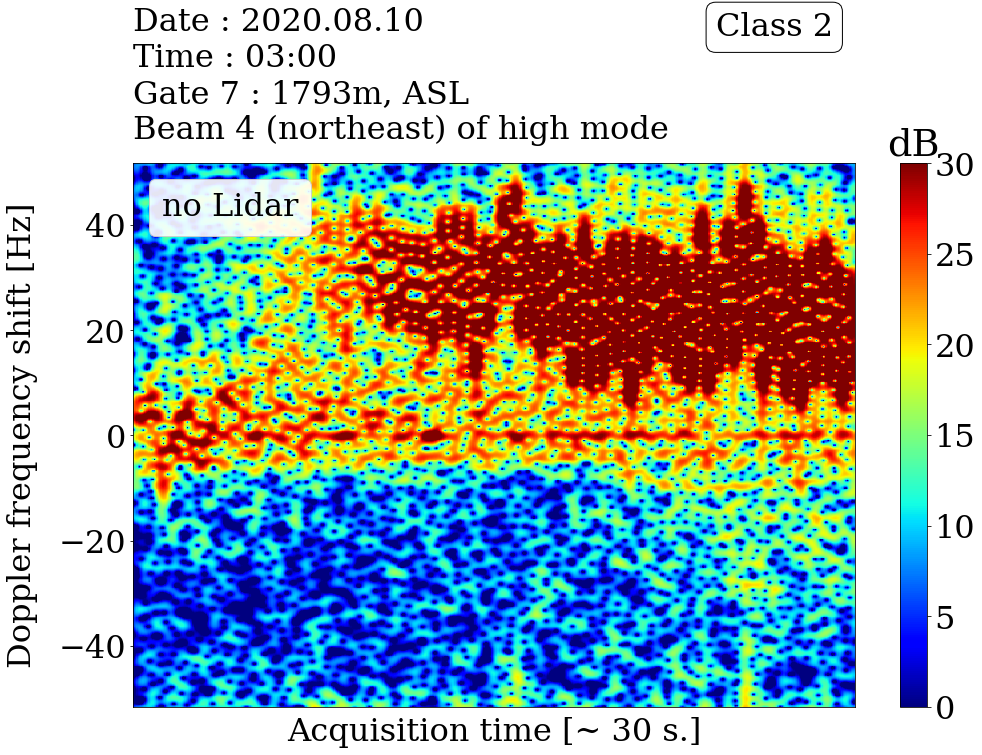 Date : 2020.08.10
Time : 03:00
Gate 7 : 1793m, ASL
Beam 4 (northeast) of high mode
Class 2
dB
no Lidar
40
20
0
−20
−40
Doppler frequency shift [Hz]
Acquisition time [~ 30 s.]
30
25
20
15
10
5
0